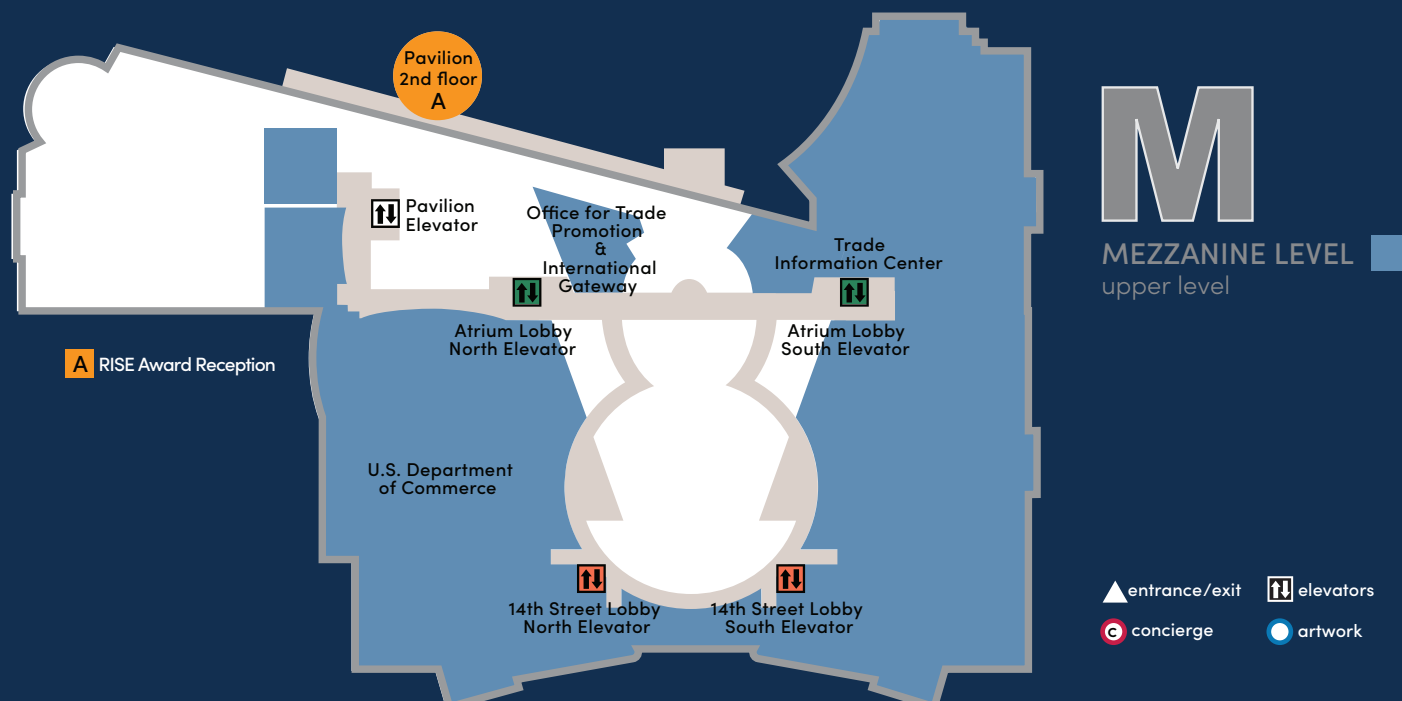 Pavilion
2nd floor
A
M
MEZZANINE LEVEL
upper level
Pavilion
Elevator
Office for Trade
Promotion
&
International
Gateway
Trade
Information Center
Atrium Lobby
North Elevator
Atrium Lobby
South Elevator
A RISE Award Reception
U.S. Department
of Commerce
14th Street Lobby
North Elevator
14th Street Lobby
South Elevator
entrance/exit
elevators
C concierge
artwork